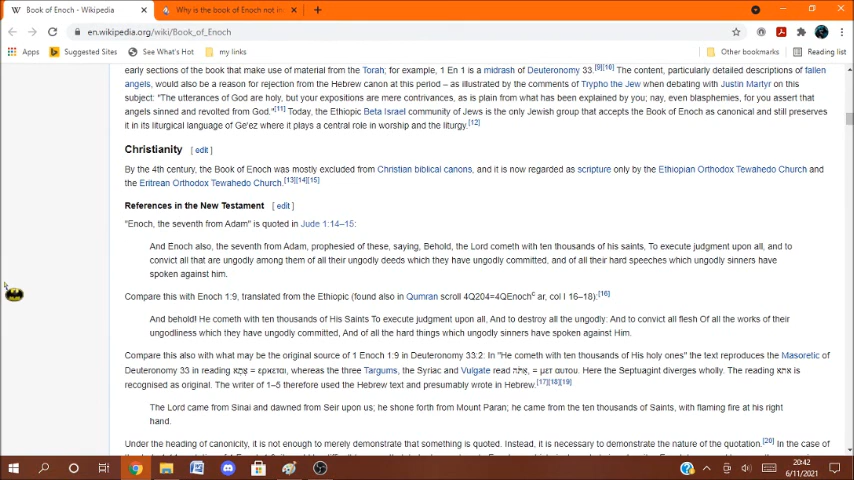 Book of Enoch - Wikipedia
Why is the book of Enoch not in
en.wikipedia.org/wiki/Book_of_Enoch
Apps Suggested Sites See What's Hot my links Other bookmarks Reading list
early sections of the book that make use of material from the Torah; for example, 1 En 1 is a midrash of Deuteronomy 33.[9][10] The content, particularly detailed descriptions of fallen
angels, would also be a reason for rejection from the Hebrew canon at this period – as illustrated by the comments of Trypho the Jew when debating with Justin Martyr on this
subject: "The utterances of God are holy, but your expositions are mere contrivances, as is plain from what has been explained by you; nay, even blasphemies, for you assert that
angels sinned and revolted from God."[11] Today, the Ethiopic Beta Israel community of Jews is the only Jewish group that accepts the Book of Enoch as canonical and still preserves
it in its liturgical language of Ge'ez where it plays a central role in worship and the liturgy.[12]
Christianity [ edit ]
By the 4th century, the Book of Enoch was mostly excluded from Christian biblical canons, and it is now regarded as scripture only by the Ethiopian Orthodox Tewahedo Church and
the Eritrean Orthodox Tewahedo Church.[13][14][15]
References in the New Testament [ edit ]
"Enoch, the seventh from Adam" is quoted in Jude 1:14–15:
And Enoch also, the seventh from Adam, prophesied of these, saying, Behold, the Lord cometh with ten thousands of his saints, To execute judgment upon all, and to
convict all that are ungodly among them of all their ungodly deeds which they have ungodly committed, and of all their hard speeches which ungodly sinners have
spoken against him.
Compare this with Enoch 1:9, translated from the Ethiopic (found also in Qumran scroll 4Q204=4QEnochᶜ ar, col I 16–18):[16]
And behold! He cometh with ten thousands of His Saints To execute judgment upon all, And to destroy all the ungodly: And to convict all flesh Of all the works of their
ungodliness which they have ungodly committed, And of all the hard things which ungodly sinners have spoken against Him.
Compare this also with what may be the original source of 1 Enoch 1:9 in Deuteronomy 33:2: In "He cometh with ten thousands of His holy ones" the text reproduces the Masoretic of
Deuteronomy 33 in reading = ερχεται, whereas the three Targums, the Syriac and Vulgate read = μετ αυτου. Here the Septuagint diverges wholly. The reading אתא is
recognised as original. The writer of 1–5 therefore used the Hebrew text and presumably wrote in Hebrew.[17][18][19]
The Lord came from Sinai and dawned from Seir upon us; he shone forth from Mount Paran; he came from the ten thousands of Saints, with flaming fire at his right
hand.
Under the heading of canonicity, it is not enough to merely demonstrate that something is quoted. Instead, it is necessary to demonstrate the nature of the quotation.[20] In the case of
20:42
6/11/2021